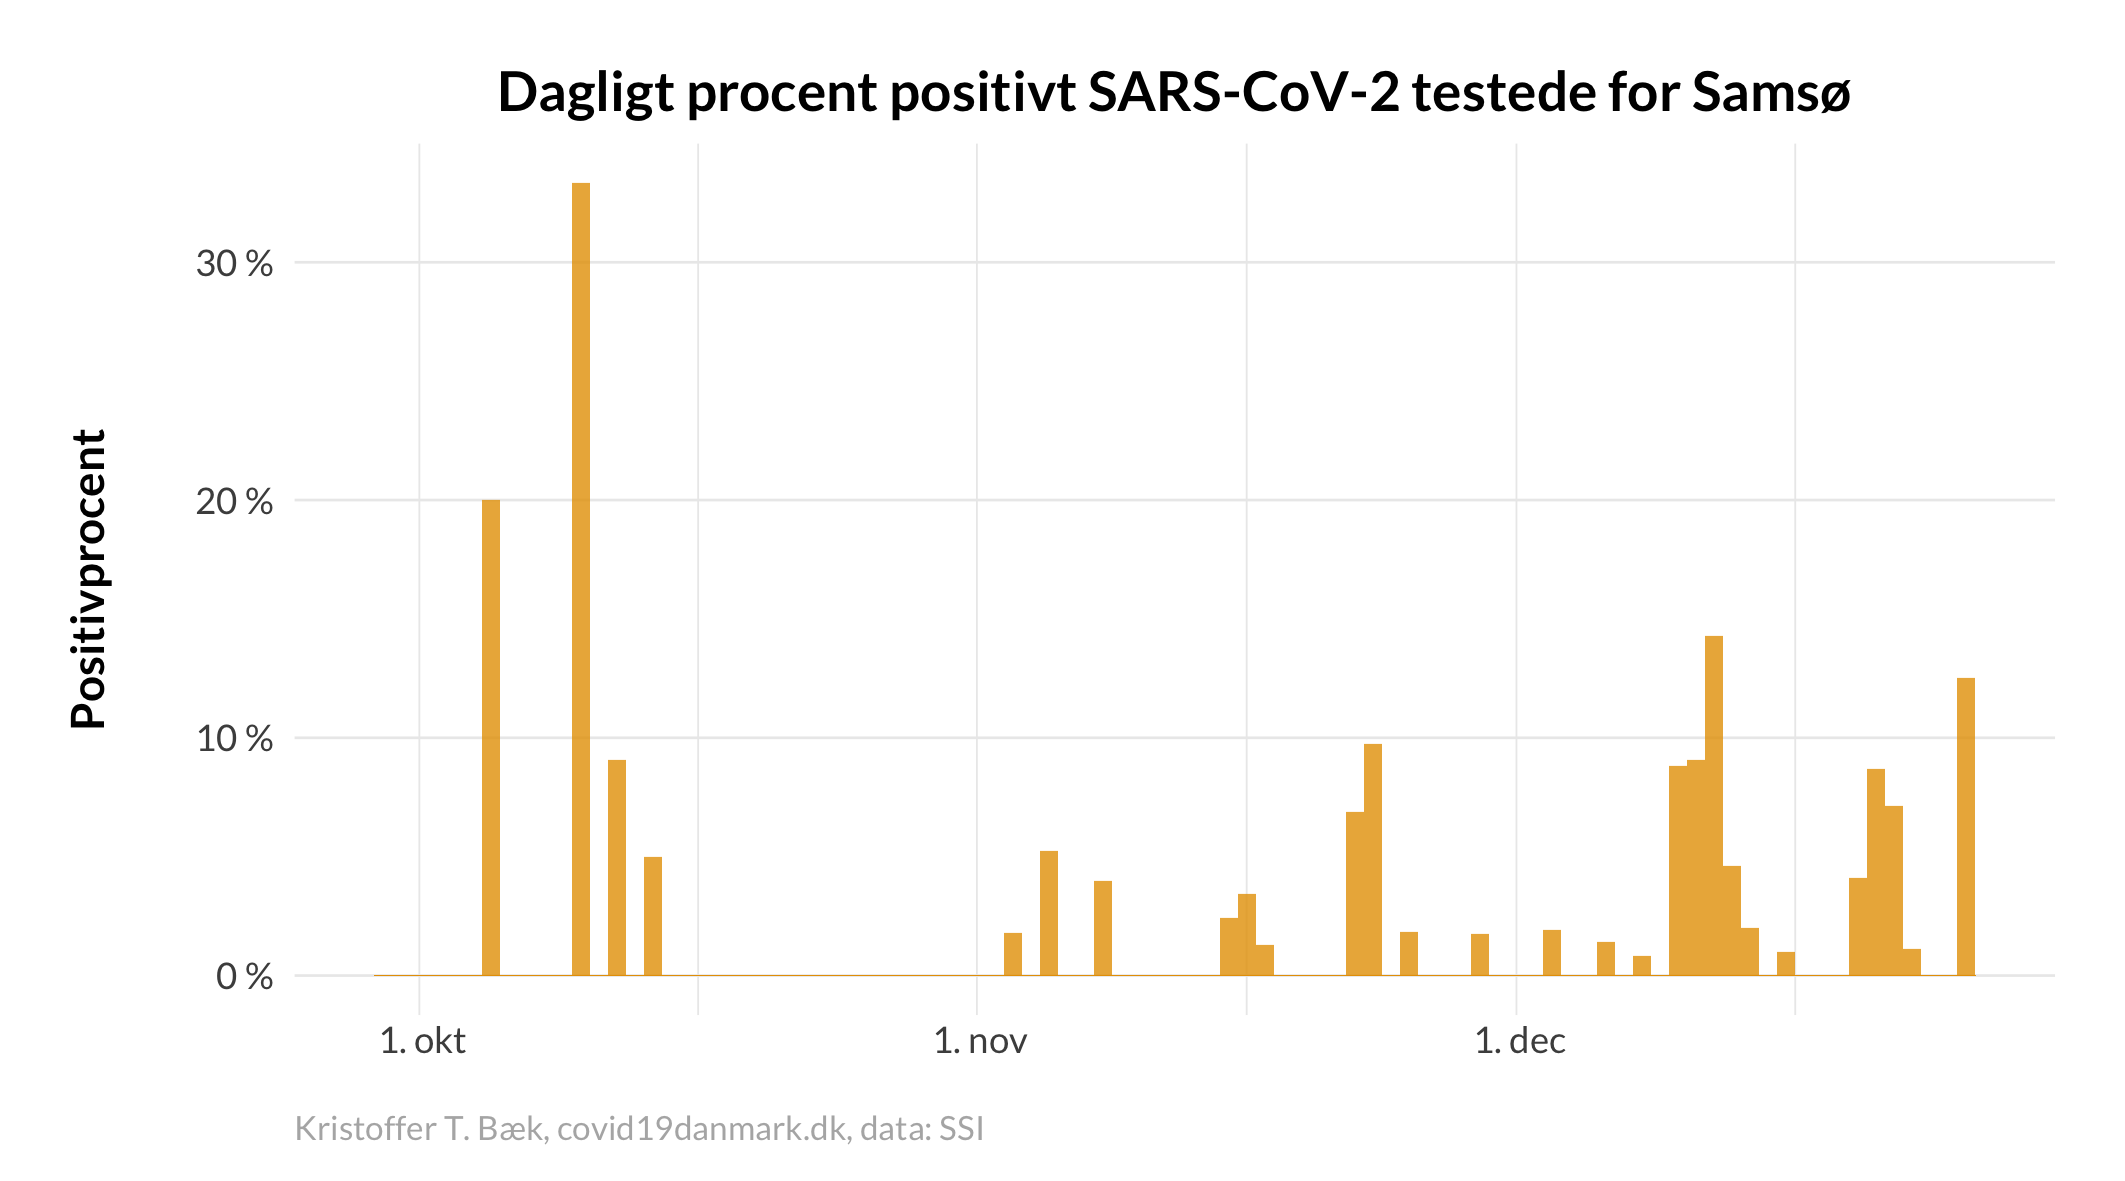 Dagligt procent positivt SARS-CoV-2 testede for Samsø
Positivprocent
30 %
20 %
10 %
0 %
1. okt
1. nov
1. dec
Kristoffer T. Bæk, covid19danmark.dk, data: SSI